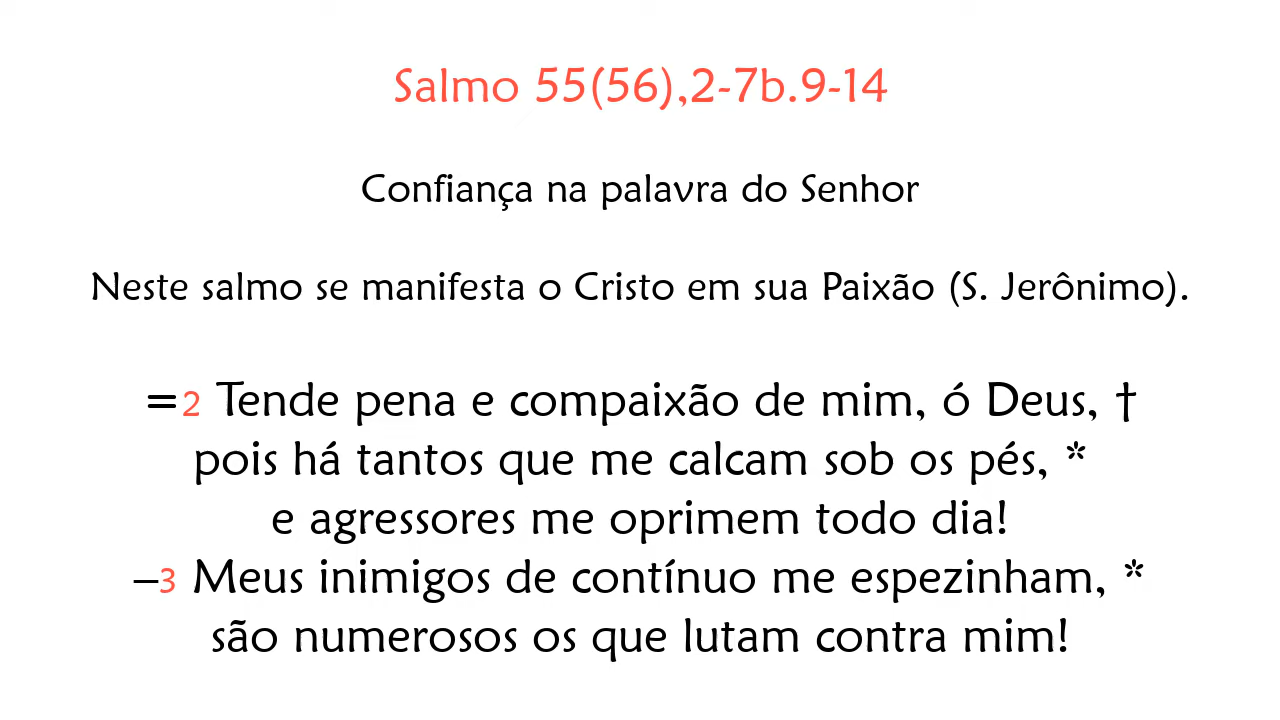 Salmo 55(56),2-7b.9-14
Confiança na palavra do Senhor
Neste salmo se manifesta o Cristo em sua Paixão (S. Jerônimo).
=2 Tende pena e compaixão de mim, ó Deus, †
pois há tantos que me calcam sob os pés, *
e agressores me oprimem todo dia!
–3 Meus inimigos de contínuo me espezinham, *
são numerosos os que lutam contra mim!